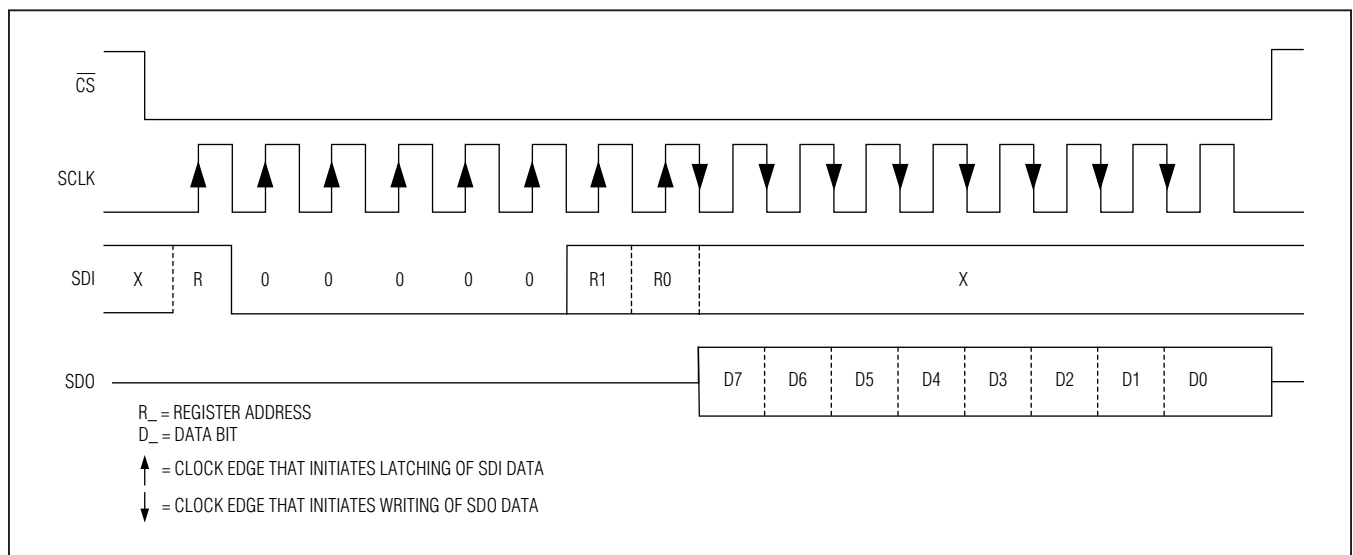 CS
SCLK
SDI X R 0 0 0 0 0 R1 R0 X
SDO D7 D6 D5 D4 D3 D2 D1 D0
R_ = REGISTER ADDRESS
D_ = DATA BIT
= CLOCK EDGE THAT INITIATES LATCHING OF SDI DATA
= CLOCK EDGE THAT INITIATES WRITING OF SDO DATA